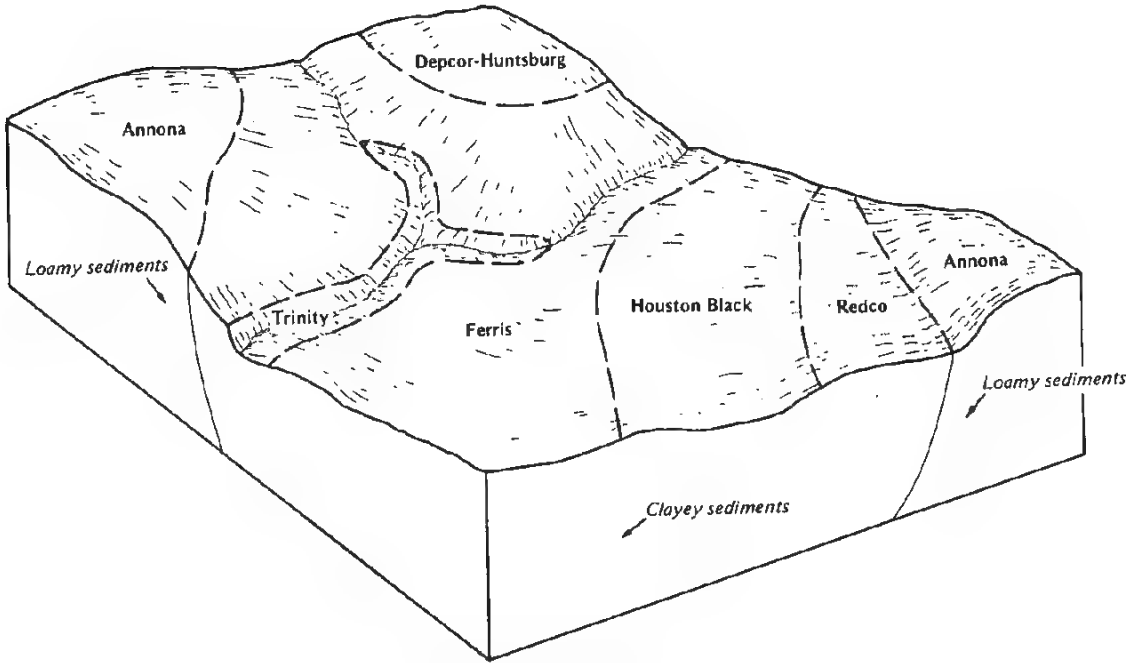 Depcor-Huntsburg
Annona
Annona
Loamy sediments
Trinity
Ferris
Houston Black
Redco
Loamy sediments
Clayey sediments